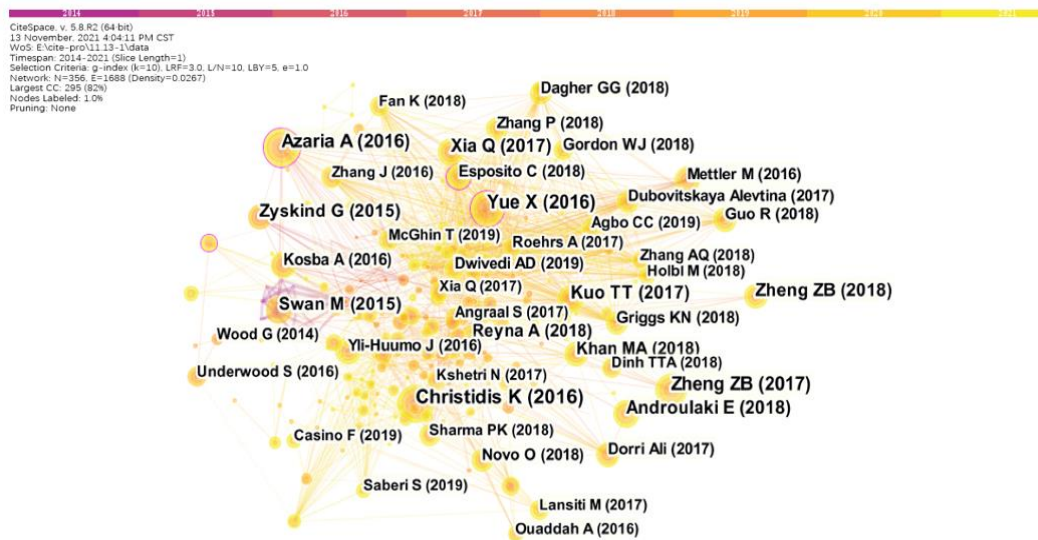 2014 2015 2016 2017 2018 2019 2020 2021
CiteSpace, v. 5.8.R2 (64-bit)
13 November, 2021 4:04:11 PM CST
WoS: E:\cite-pro\11.13-1\data
Timespan: 2014-2021 (Slice Length=1)
Selection Criteria: g-index (k=10), LRF=3.0, L/N=10, LBY=5, e=1.0
Network: N=356, E=1688 (Density=0.0267)
Largest CC: 295 (82%)
Nodes Labeled: 1.0%
Pruning: None
Dagher GG (2018)
Fan K (2018)
Zhang P (2018)
Azaria A (2016)
Xia Q (2017)
Gordon WJ (2018)
Zhang J (2016)
Esposito C (2018)
Mettler M (2016)
Dubovitskaya Alevtina (2017)
Yue X (2016)
Zyskind G (2015)
Agbo CC (2019)
Guo R (2018)
McGhin T (2019)
Roehrs A (2017)
Kosba A (2016)
Dwivedi AD (2019)
Zhang AQ (2018)
Holbl M (2018)
Xia Q (2017)
Kuo TT (2017)
Zheng ZB (2018)
Swan M (2015)
Angraal S (2017)
Griggs KN (2018)
Wood G (2014)
Reyna A (2018)
Yli-Huumo J (2016)
Khan MA (2018)
Dinh TTA (2018)
Underwood S (2016)
Kshetri N (2017)
Zheng ZB (2017)
Christidis K (2016)
Androulaki E (2018)
Casino F (2019)
Sharma PK (2018)
Novo O (2018)
Dorri Ali (2017)
Saberi S (2019)
Lansiti M (2017)
Ouaddah A (2016)